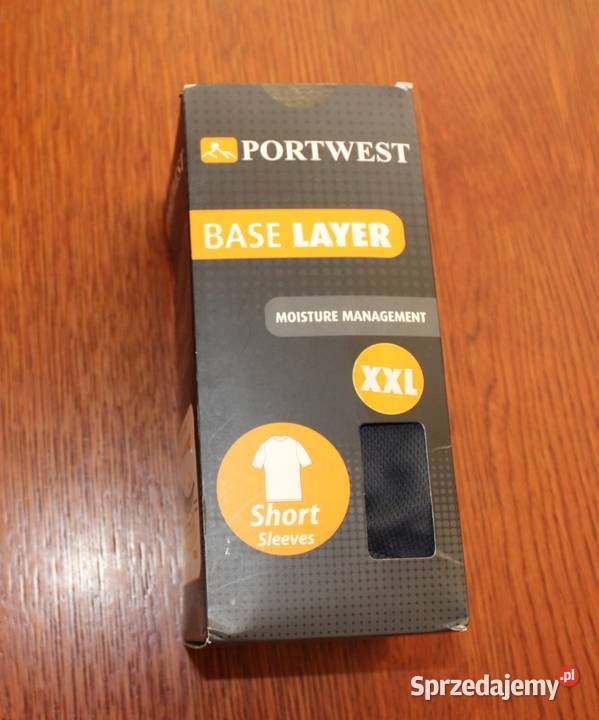 PORTWEST
BASE LAYER
MOISTURE MANAGEMENT
XXL
Short
Sleeves
Sprzedajemy.pl